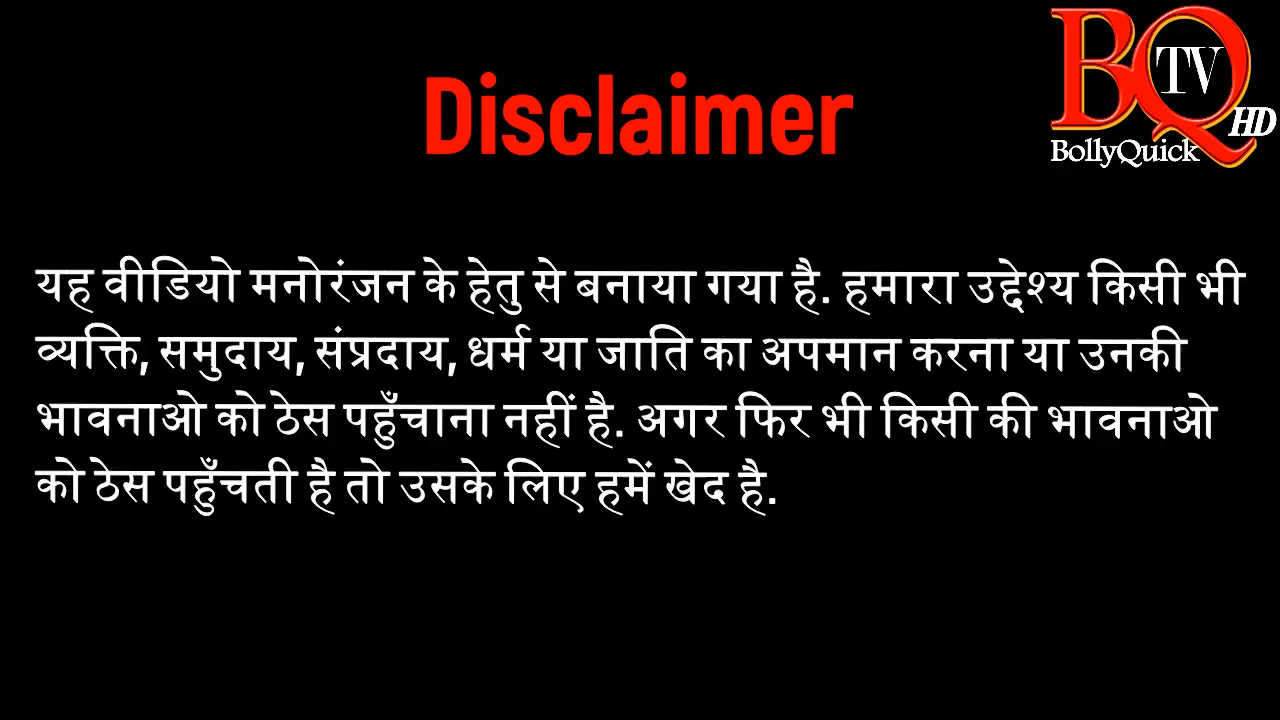 Disclaimer
BQ
TV
HD
BollyQuick
यह वीडियो मनोरंजन के हेतु से बनाया गया है. हमारा उद्देश्य किसी भी
व्यक्ति, समुदाय, संप्रदाय, धर्म या जाति का अपमान करना या उनकी
भावनाओ को ठेस पहुँचाना नहीं है. अगर फिर भी किसी की भावनाओ
को ठेस पहुँचती है तो उसके लिए हमें खेद है.